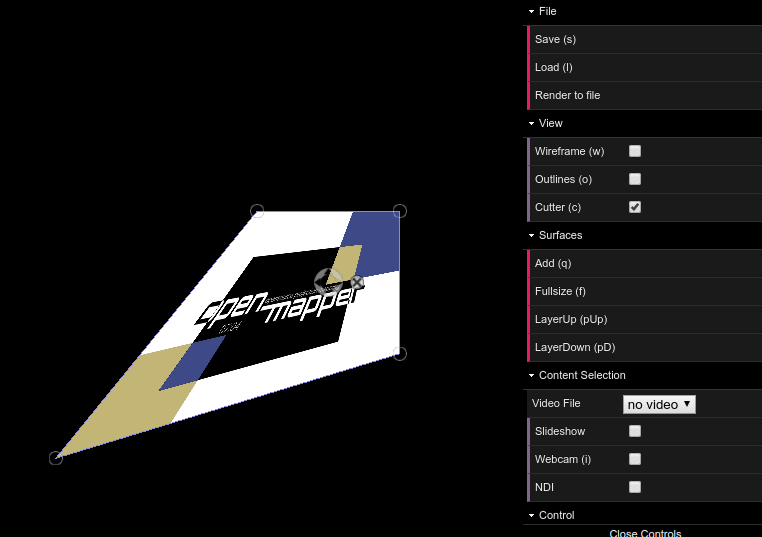 File
Save (s)
Load (l)
Render to file
View
Wireframe (w)
Outlines (o)
Cutter (c)
Surfaces
Add (q)
Fullsize (f)
LayerUp (pUp)
LayerDown (pD)
Content Selection
Video File
no video
Slideshow
Webcam (i)
NDI
Control
Close Controls
Open
mapper